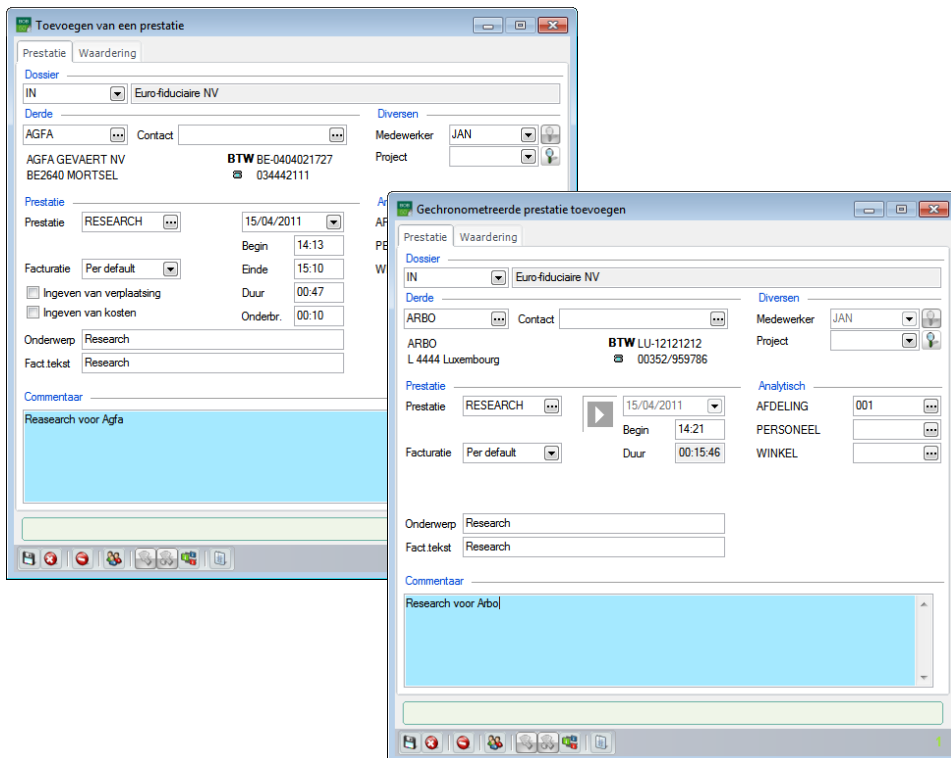 Toevoegen van een prestatie
Prestatie Waardering
Dossier
IN Euro-fiduciaire NV
Derde Diversen
AGFA Contact Medewerker JAN
AGFA GEVAERT NV BTW BE-0404021727 Project
BE2640 MORTSEL 034442111
Prestatie
Prestatie RESEARCH 15/04/2011
Begin 14:13
Facturatie Per default Einde 15:10
Ingeven van verplaatsing Duur 00:47
Ingeven van kosten Onderbr. 00:10
Onderwerp Research
Fact.tekst Research
Commentaar
Reasearch voor Agfa
Gechronometreerde prestatie toevoegen
Prestatie Waardering
Dossier
IN Euro-fiduciaire NV
Derde Diversen
ARBO Contact Medewerker JAN
ARBO BTW LU-12121212 Project
L 4444 Luxembourg 00352/959786
Prestatie Analytisch
Prestatie RESEARCH 15/04/2011 AFDELING 001
Begin 14:21 PERSONEEL
Facturatie Per default Duur 00:15:46 WINKEL
Onderwerp Research
Fact.tekst Research
Commentaar
Research voor Arbo